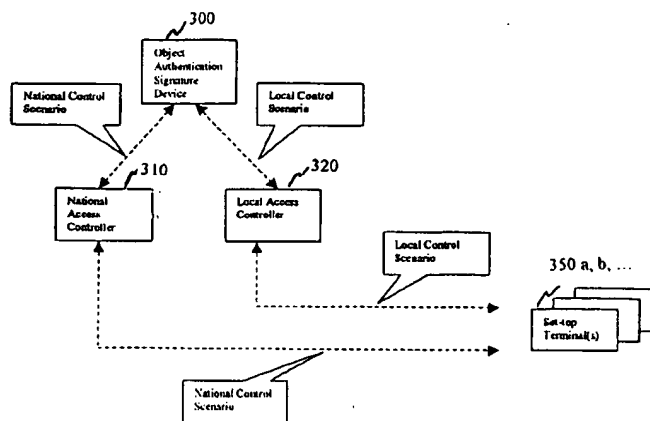 300
Object
Authentication
Signature
Device
National Control
Scenario
Local Control
Scenario
310
National
Access
Controller
320
Local Access
Controller
Local Control
Scenario
350 a, b, ...
Set-top
Terminal(s)
National Control
Scenario